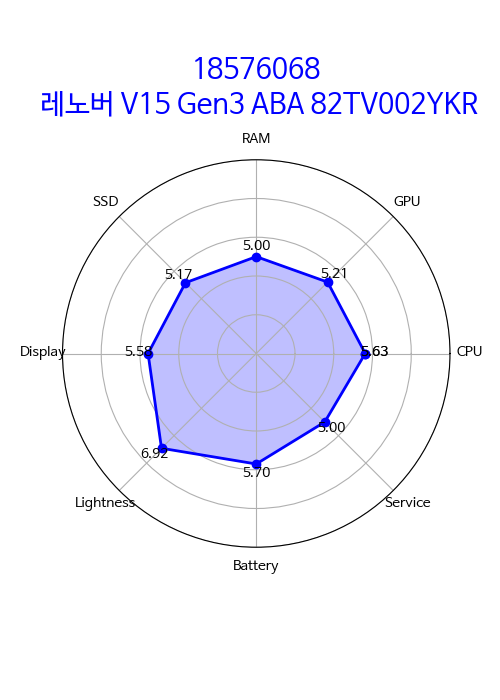 18576068
레노버 V15 Gen3 ABA 82TV002YKR
RAM
SSD
GPU
5.00
5.17
5.21
Display
5.58
5.63
CPU
6.92
5.00
5.70
Lightness
Service
Battery